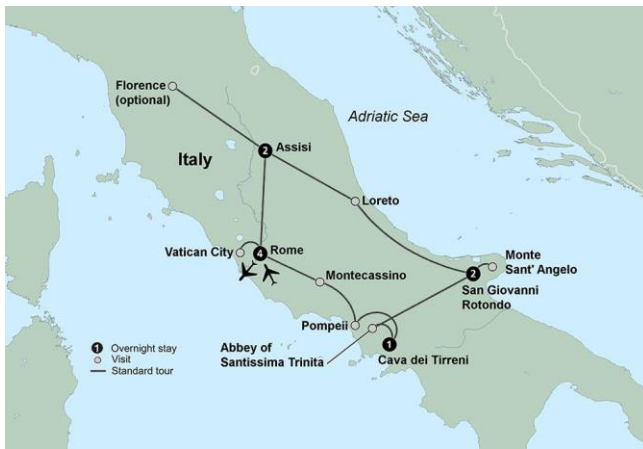 Florence
(optional)
Adriatic Sea
2
Assisi
Italy
Loreto
Vatican City
4
Rome
Monte
Sant' Angelo
2
Montecassino
San Giovanni
Rotondo
Pompeii
Abbey of
Santissima Trinita
1
Cava dei Tirreni
1 Overnight stay
Visit
Standard tour